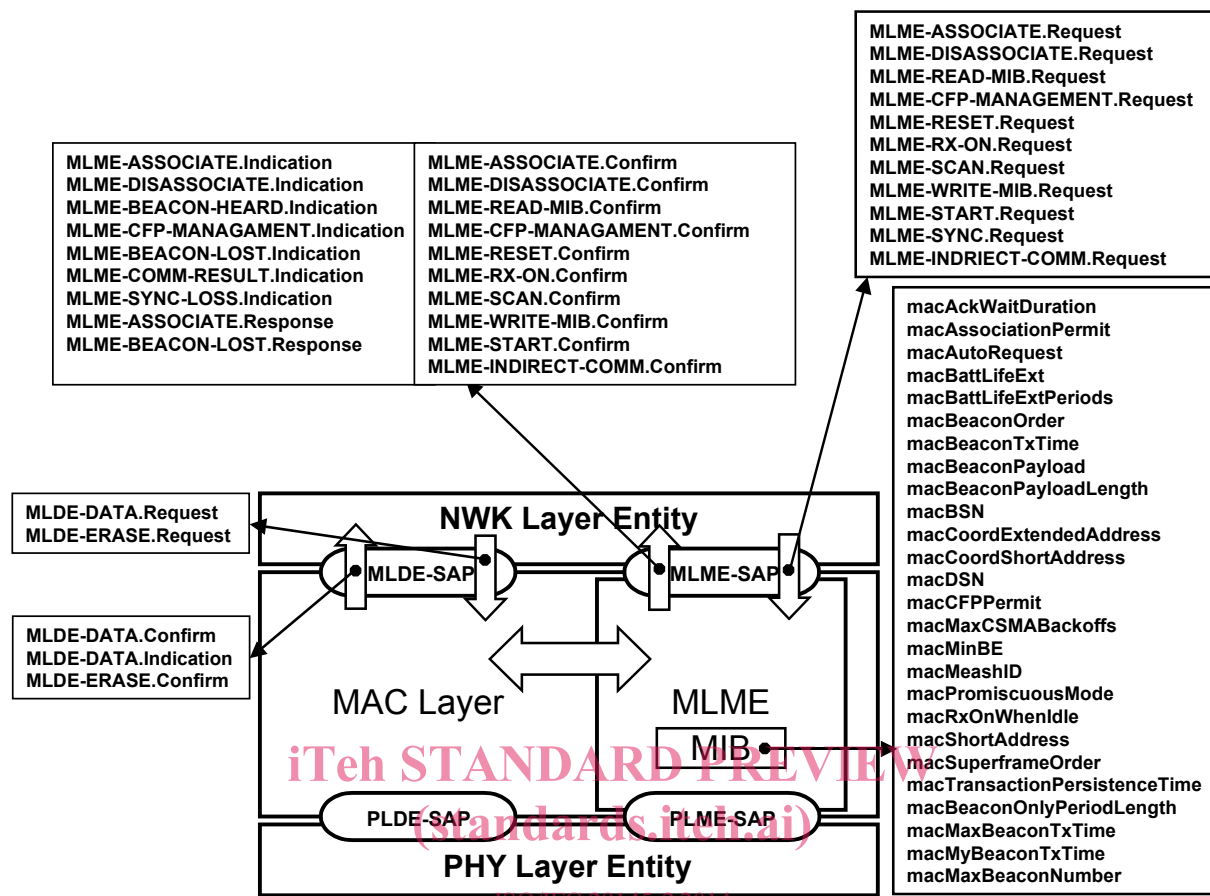 MLME-ASSOCIATE.Request
MLME-DISASSOCIATE.Request
MLME-READ-MIB.Request
MLME-CFP-MANAGEMENT.Request
MLME-RESET.Request
MLME-RX-ON.Request
MLME-SCAN.Request
MLME-WRITE-MIB.Request
MLME-START.Request
MLME-SYNC.Request
MLME-INDRIECT-COMM.Request
MLME-ASSOCIATE.Indication
MLME-DISASSOCIATE.Indication
MLME-BEACON-HEARD.Indication
MLME-CFP-MANAGAMENT.Indication
MLME-BEACON-LOST.Indication
MLME-COMM-RESULT.Indication
MLME-SYNC-LOSS.Indication
MLME-ASSOCIATE.Response
MLME-BEACON-LOST.Response
MLME-ASSOCIATE.Confirm
MLME-DISASSOCIATE.Confirm
MLME-READ-MIB.Confirm
MLME-CFP-MANAGAMENT.Confirm
MLME-RESET.Confirm
MLME-RX-ON.Confirm
MLME-SCAN.Confirm
MLME-WRITE-MIB.Confirm
MLME-START.Confirm
MLME-INDIRECT-COMM.Confirm
macAckWaitDuration
macAssociationPermit
macAutoRequest
macBattLifeExt
macBattLifeExtPeriods
macBeaconOrder
macBeaconTxTime
macBeaconPayload
macBeaconPayloadLength
macBSN
macCoordExtendedAddress
macCoordShortAddress
macDSN
macCFPPermit
macMaxCSMABackoffs
macMinBE
macMeashID
macPromiscuousMode
macRxOnWhenIdle
macShortAddress
macSuperframeOrder
macTransactionPersistenceTime
macBeaconOnlyPeriodLength
macMaxBeaconTxTime
macMyBeaconTxTime
macMaxBeaconNumber
MLDE-DATA.Request
MLDE-ERASE.Request
MLDE-DATA.Confirm
MLDE-DATA.Indication
MLDE-ERASE.Confirm
NWK Layer Entity
MLDE-SAP
MLME-SAP
MAC Layer
MLME
MIB
iTeh STANDARD PREVIEW
PLDE-SAP
PLME-SAP
(standards.iteh.ai)
PHY Layer Entity